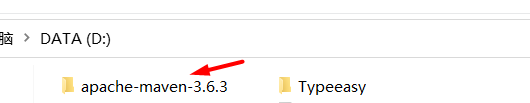 脑 > DATA (D:)
apache-maven-3.6.3 Typeeasy